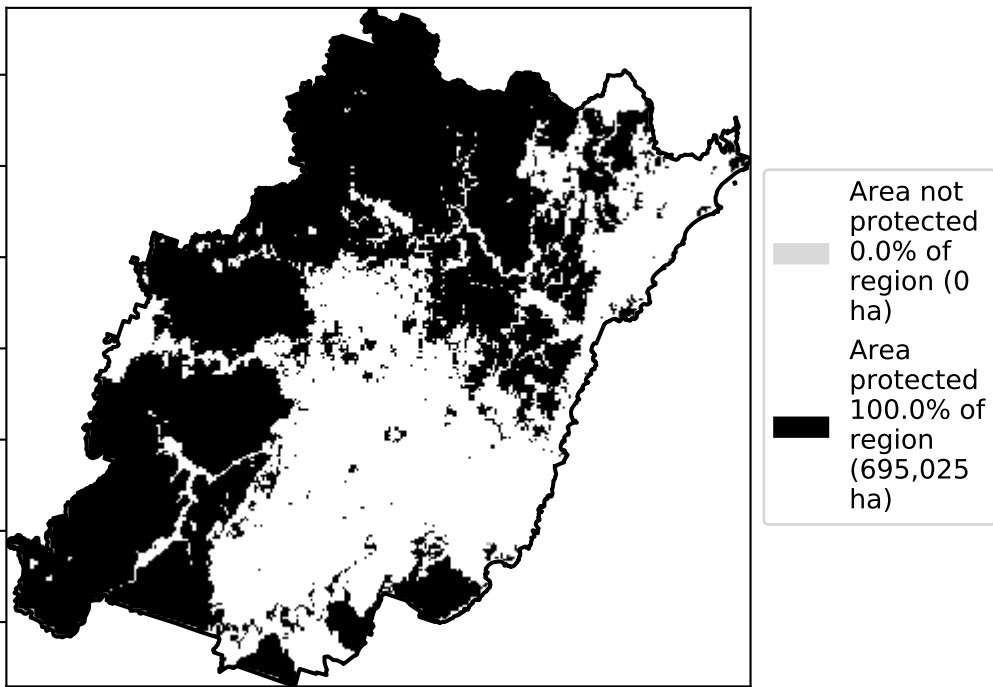 Area not
protected
0.0% of
region (0
ha)
Area
protected
100.0% of
region
(695,025
ha)